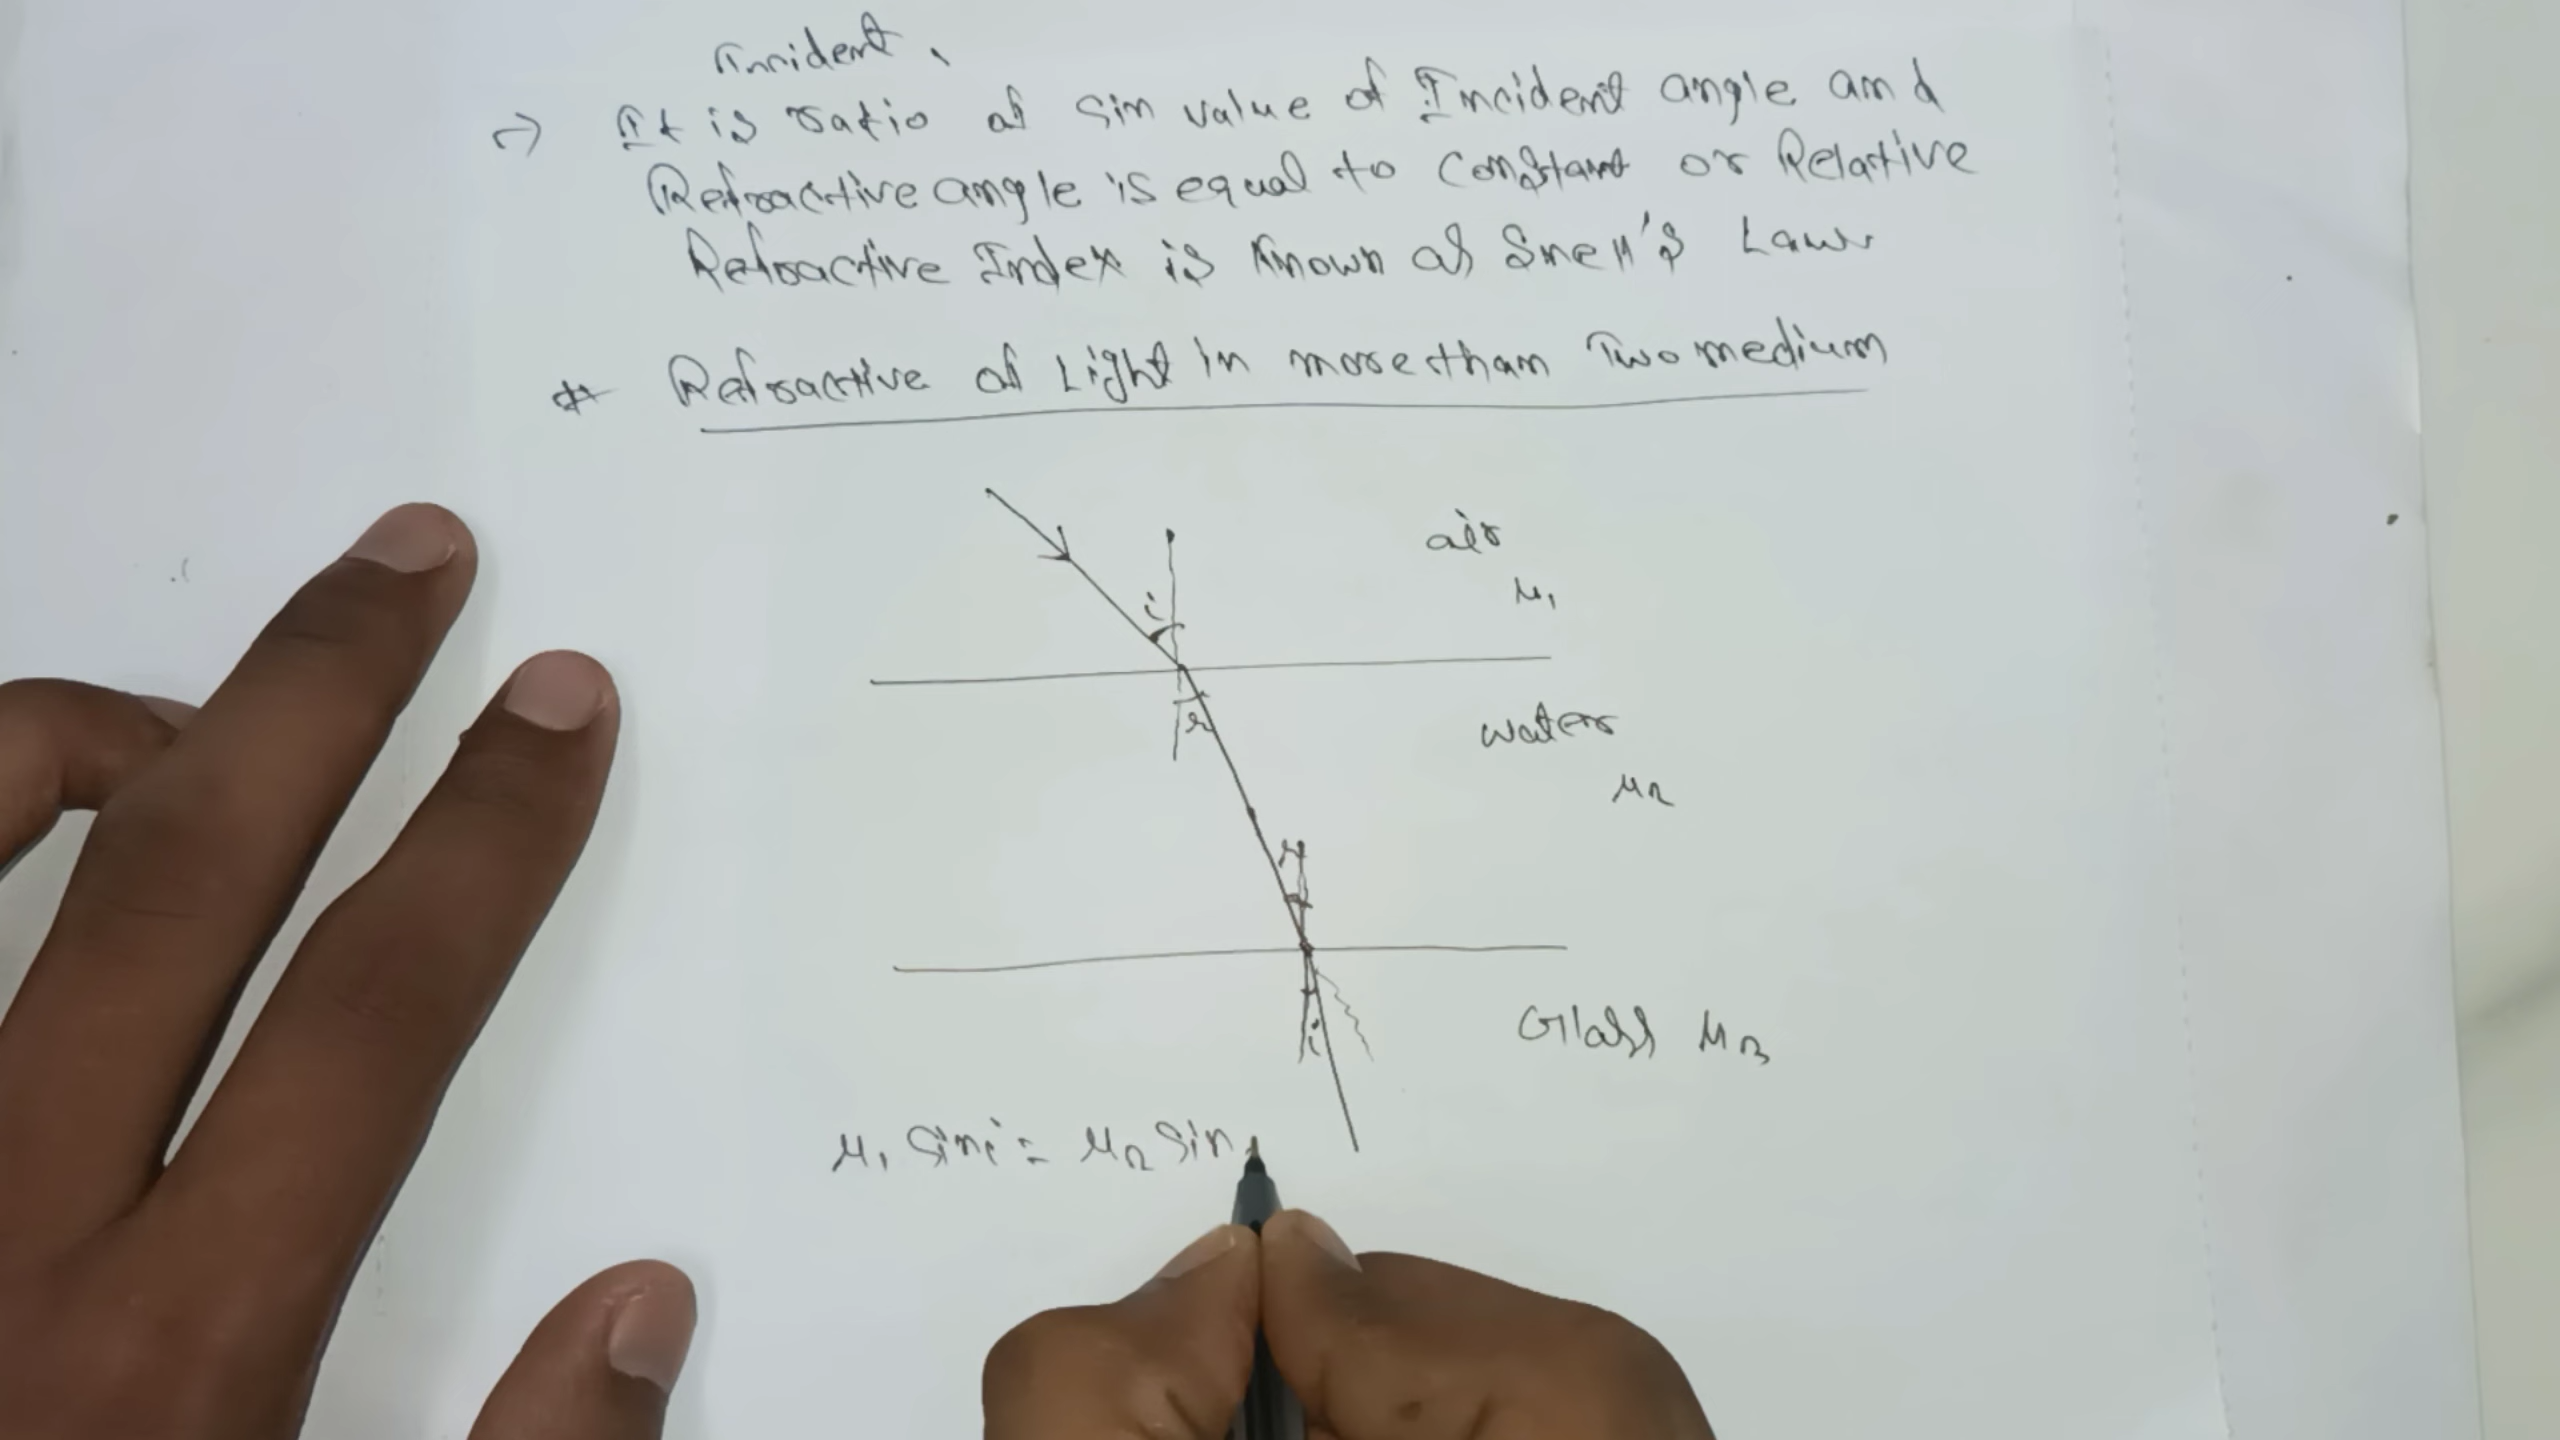 incident.
→ It is ratio of Sin value of Incident angle and
Refractive angle is equal to Constant or Relative
Refractive Index is Known as Snell's Law
* Refractive of Light in more than Two medium
air
i
μ1
r
water
μ2
r
Glass μ3
i
μ1 Sini = μ2 Sin